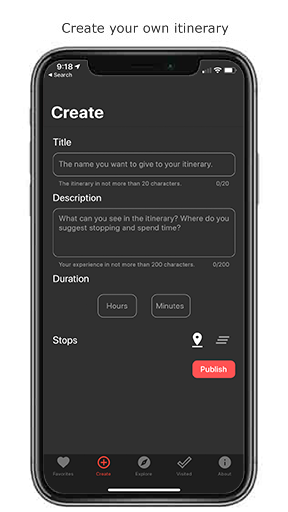 Create your own itinerary
9:18
Search
Create
Title
The name you want to give to your itinerary.
The itinerary in not more than 20 characters. 0/20
Description
What can you see in the itinerary? Where do you
suggest stopping and spend time?
Your experience in not more than 200 characters. 0/200
Duration
Hours Minutes
Stops
Publish
Favorites Create Explore Visited About